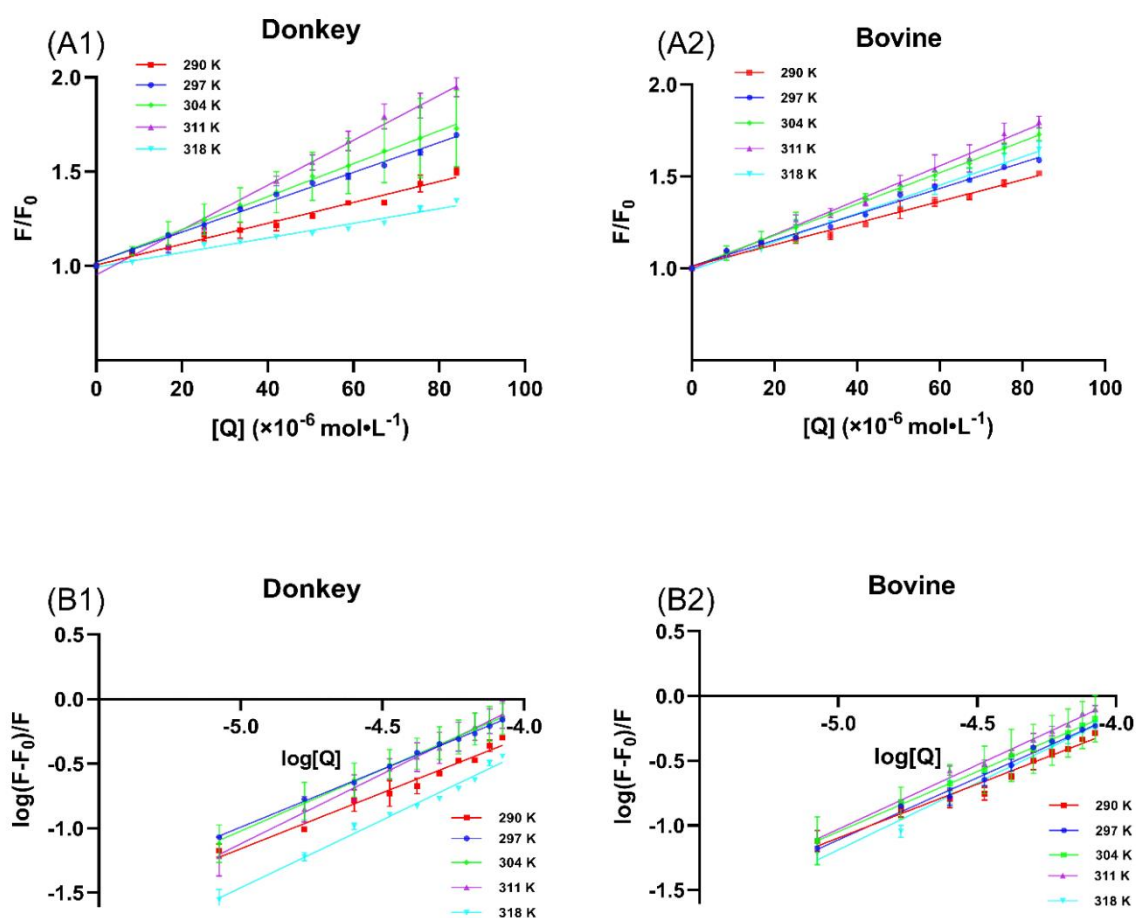 (A1)
Donkey
290 K
297 K
304 K
311 K
318 K
2.0
1.5
1.0
F/F₀
0
20
40
60
80
100
[Q] (×10⁻⁶ mol•L⁻¹)
(A2)
Bovine
290 K
297 K
304 K
311 K
318 K
2.0
1.5
1.0
F/F₀
0
20
40
60
80
100
[Q] (×10⁻⁶ mol•L⁻¹)
(B1)
Donkey
0.5
0.0
-0.5
-1.0
-1.5
log(F-F₀)/F
-5.0
-4.5
-4.0
log[Q]
290 K
297 K
304 K
311 K
318 K
(B2)
Bovine
0.5
0.0
-0.5
-1.0
-1.5
log(F-F₀)/F
-5.0
-4.5
-4.0
log[Q]
290 K
297 K
304 K
311 K
318 K